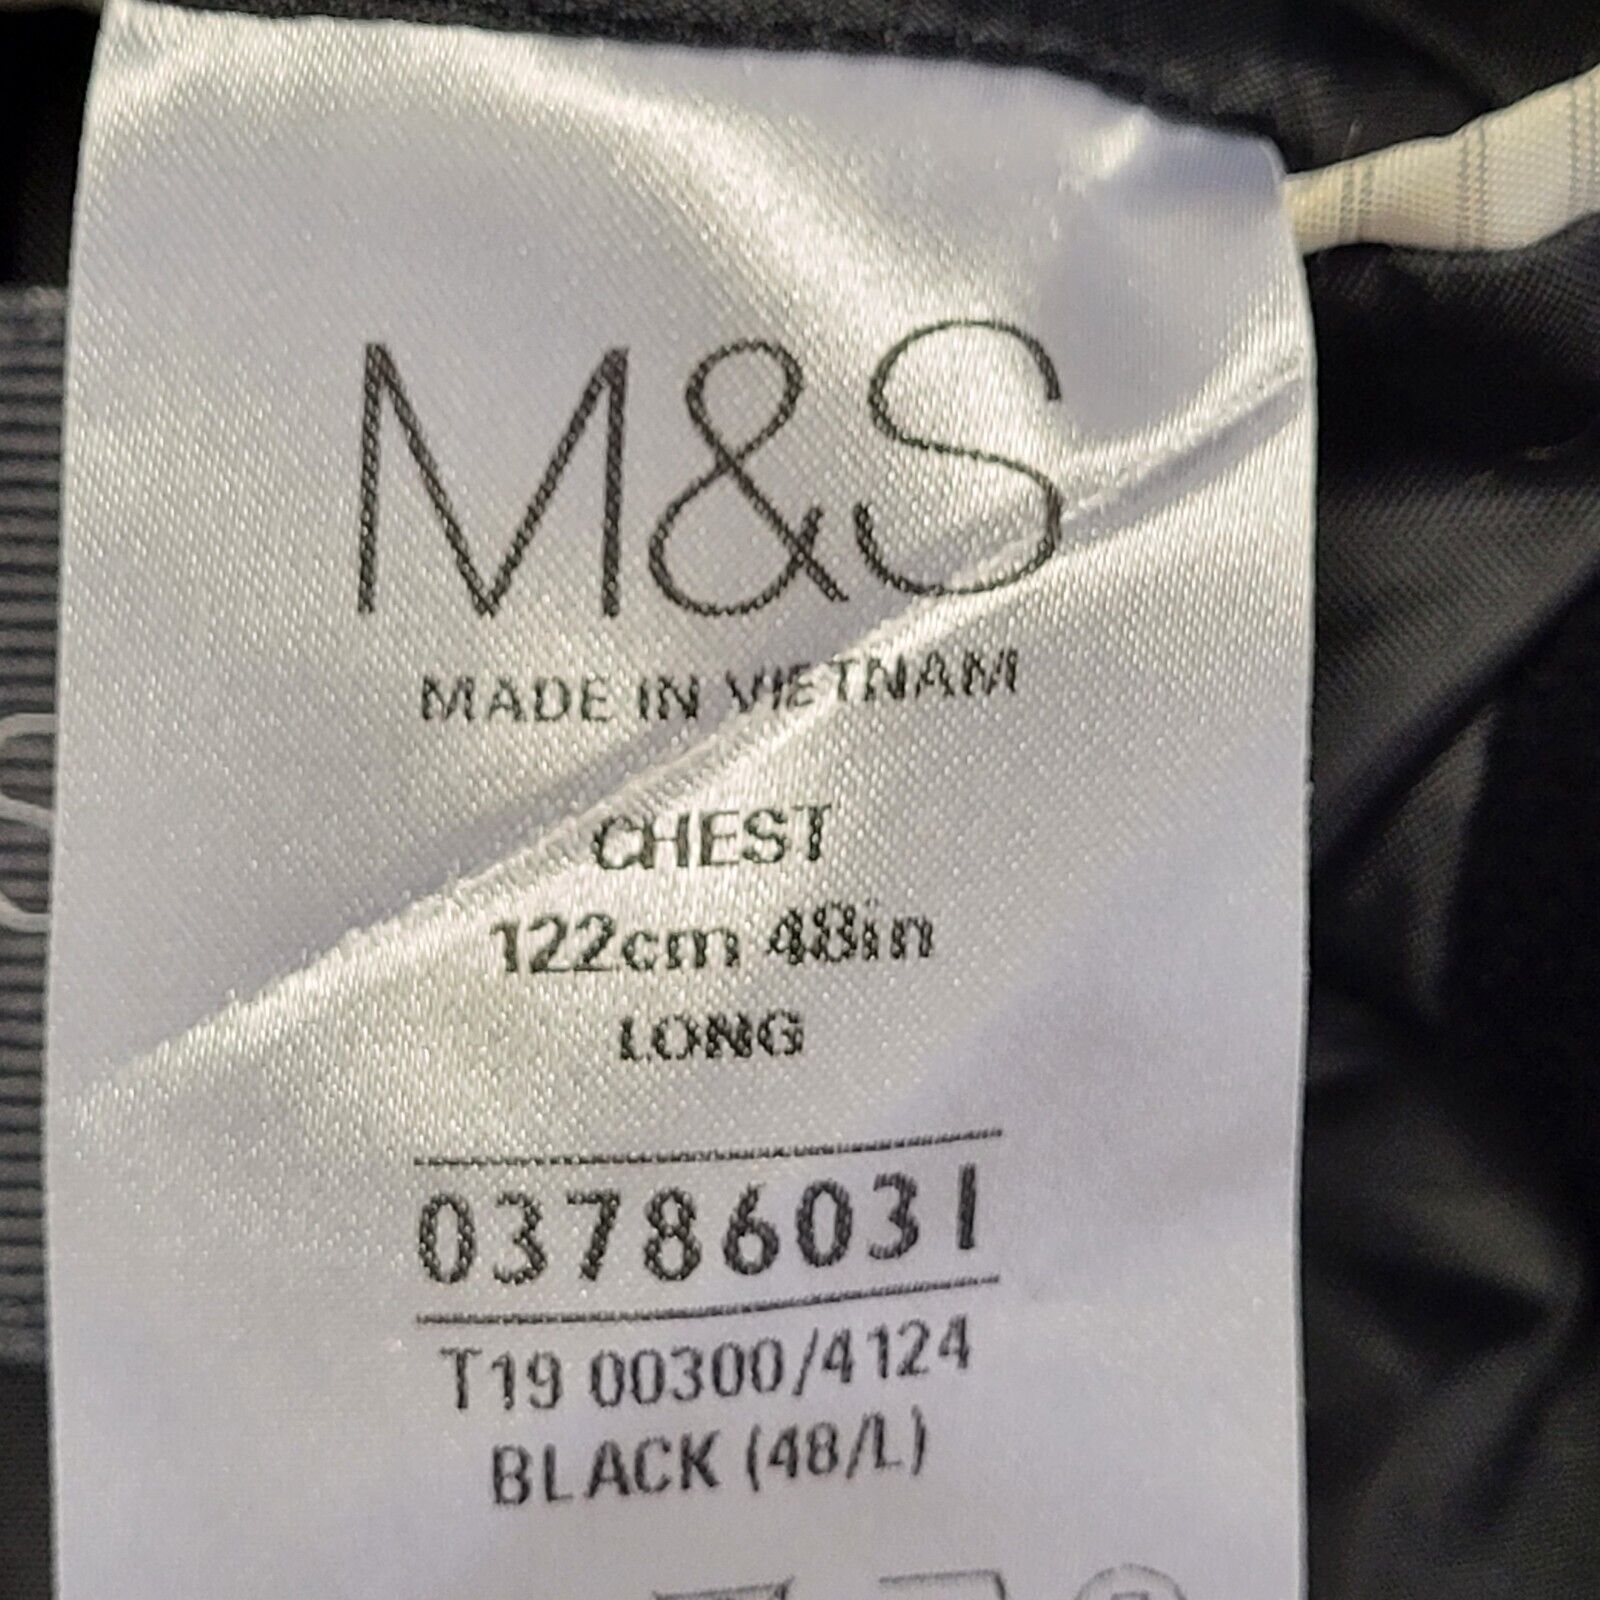 M&S
MADE IN VIETNAM
CHEST
122cm 48in
LONG
03786031
T19 00300/4124
BLACK (48/L)